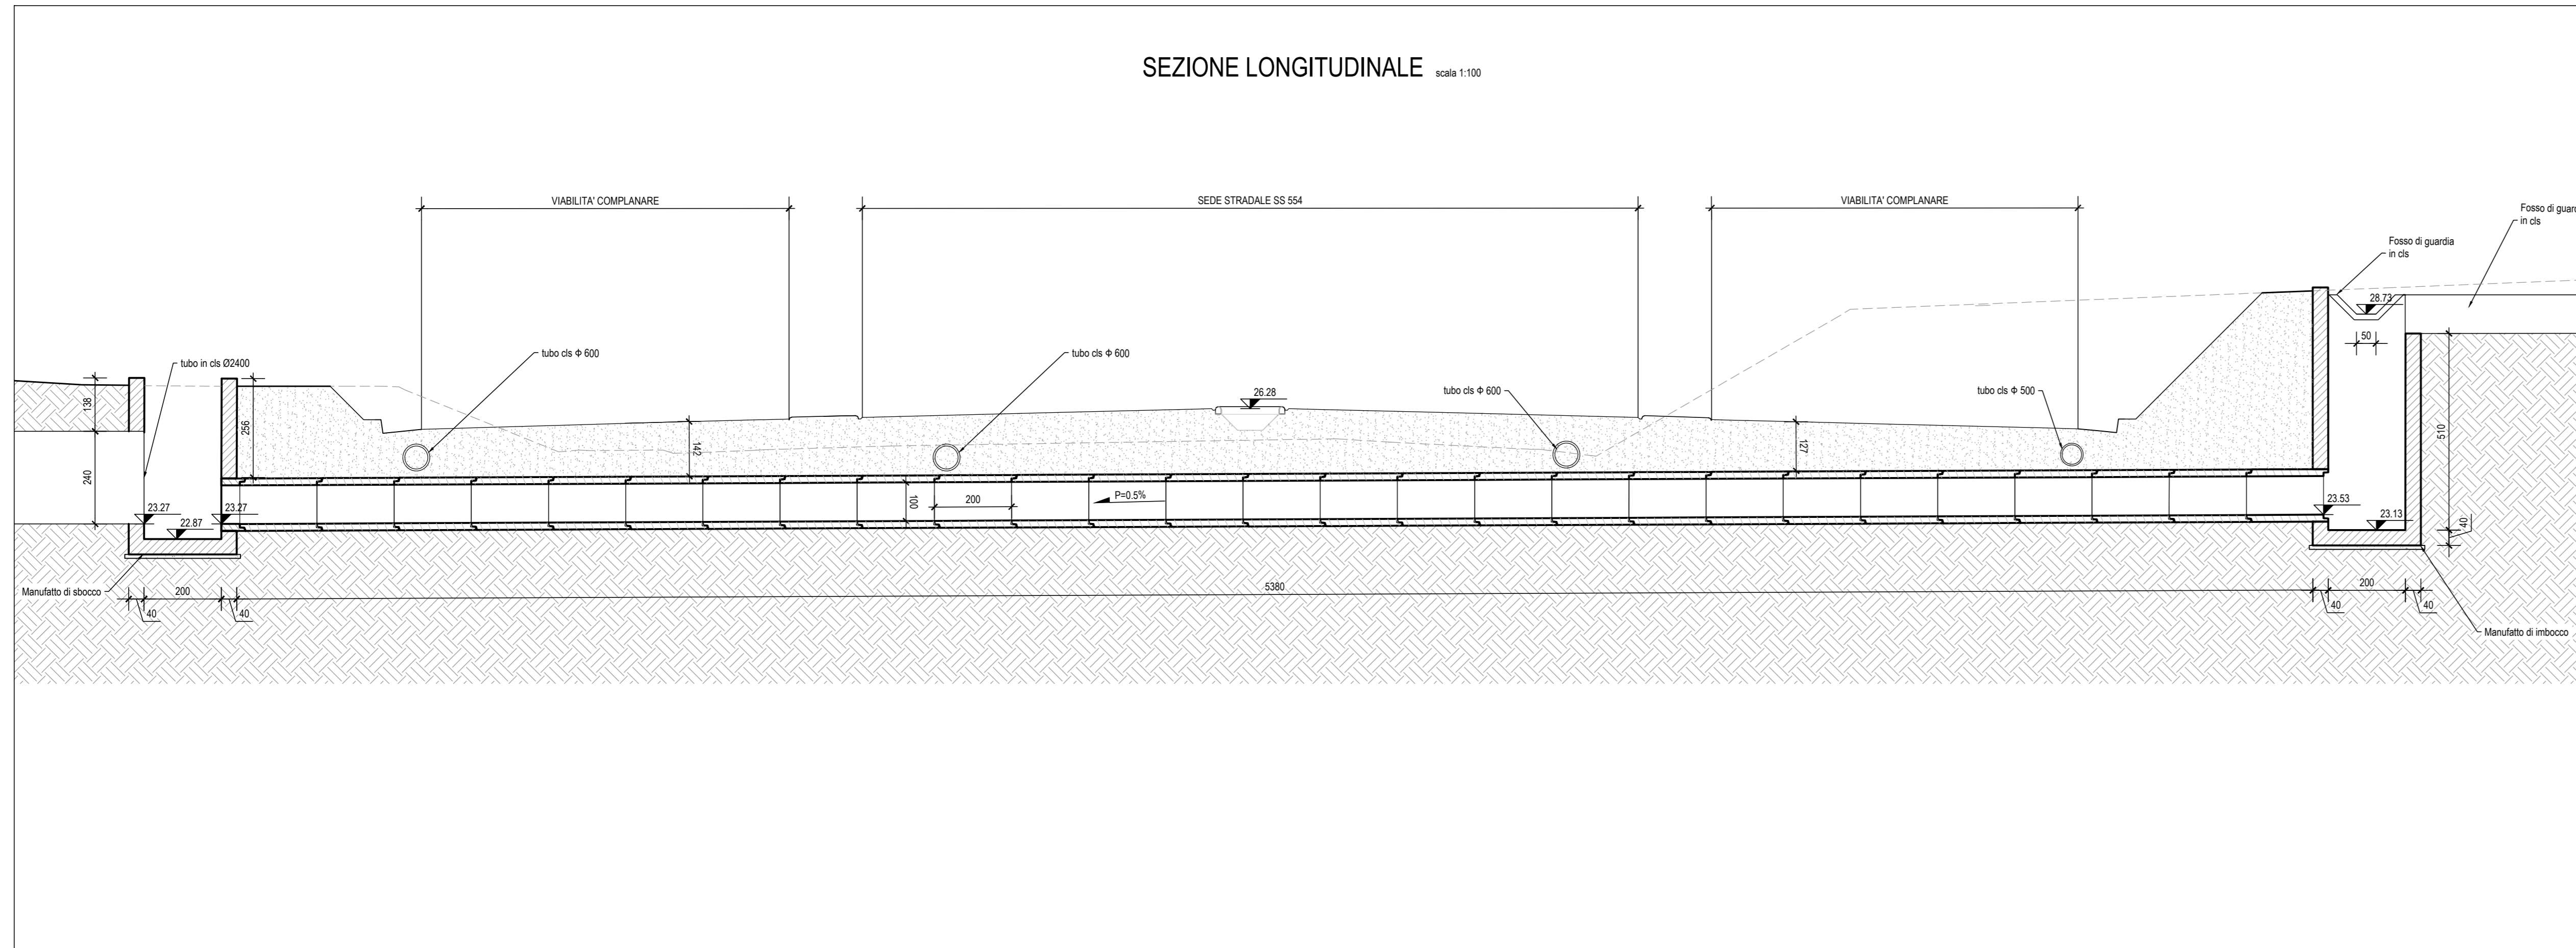 SEZIONE LONGITUDINALE scala 1:100
VIABILITA' COMPLANARE
SEDE STRADALE SS 554
VIABILITA' COMPLANARE
Fosso di guard
in cls
Fosso di guardia
in cls
28.73
50
tubo in cls Ø2400
tubo cls Φ 600
tubo cls Φ 600
tubo cls Φ 600
tubo cls Φ 500
26.28
138
256
142
127
510
240
100
200
P=0.5%
23.27
23.27
22.87
23.53
23.13
40
Manufatto di sbocco
200
40
40
5380
200
40
40
Manufatto di imbocco